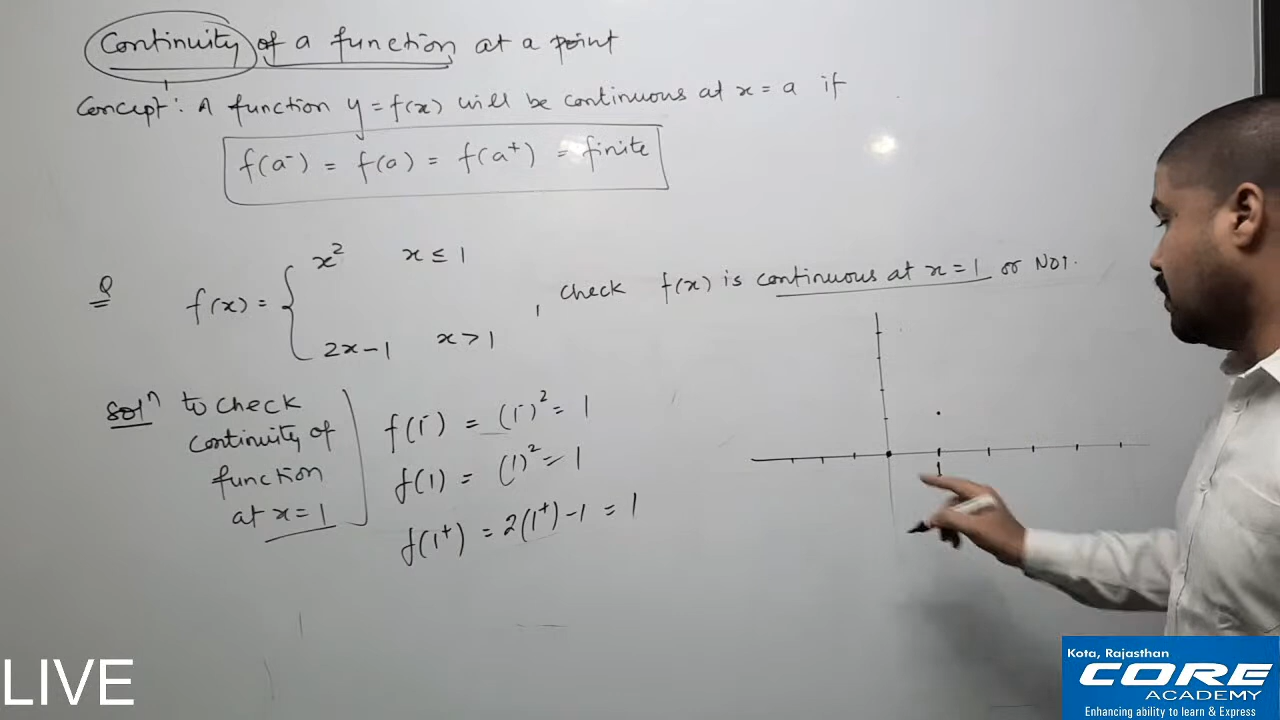 Continuity of a function at a point
Concept: A function y = f(x) will be continuous at x = a if
f(a⁻) = f(a) = f(a⁺) = finite
Q
f(x) = { x² x ≤ 1
2x-1 x > 1
, Check f(x) is continuous at x = 1 or Not.
Solⁿ to check
continuity of
function
at x = 1
f(1⁻) = (1⁻)² = 1
f(1) = (1)² = 1
f(1⁺) = 2(1⁺) - 1 = 1
1
LIVE
Kota, Rajasthan
CORE
ACADEMY
Enhancing ability to learn & Express